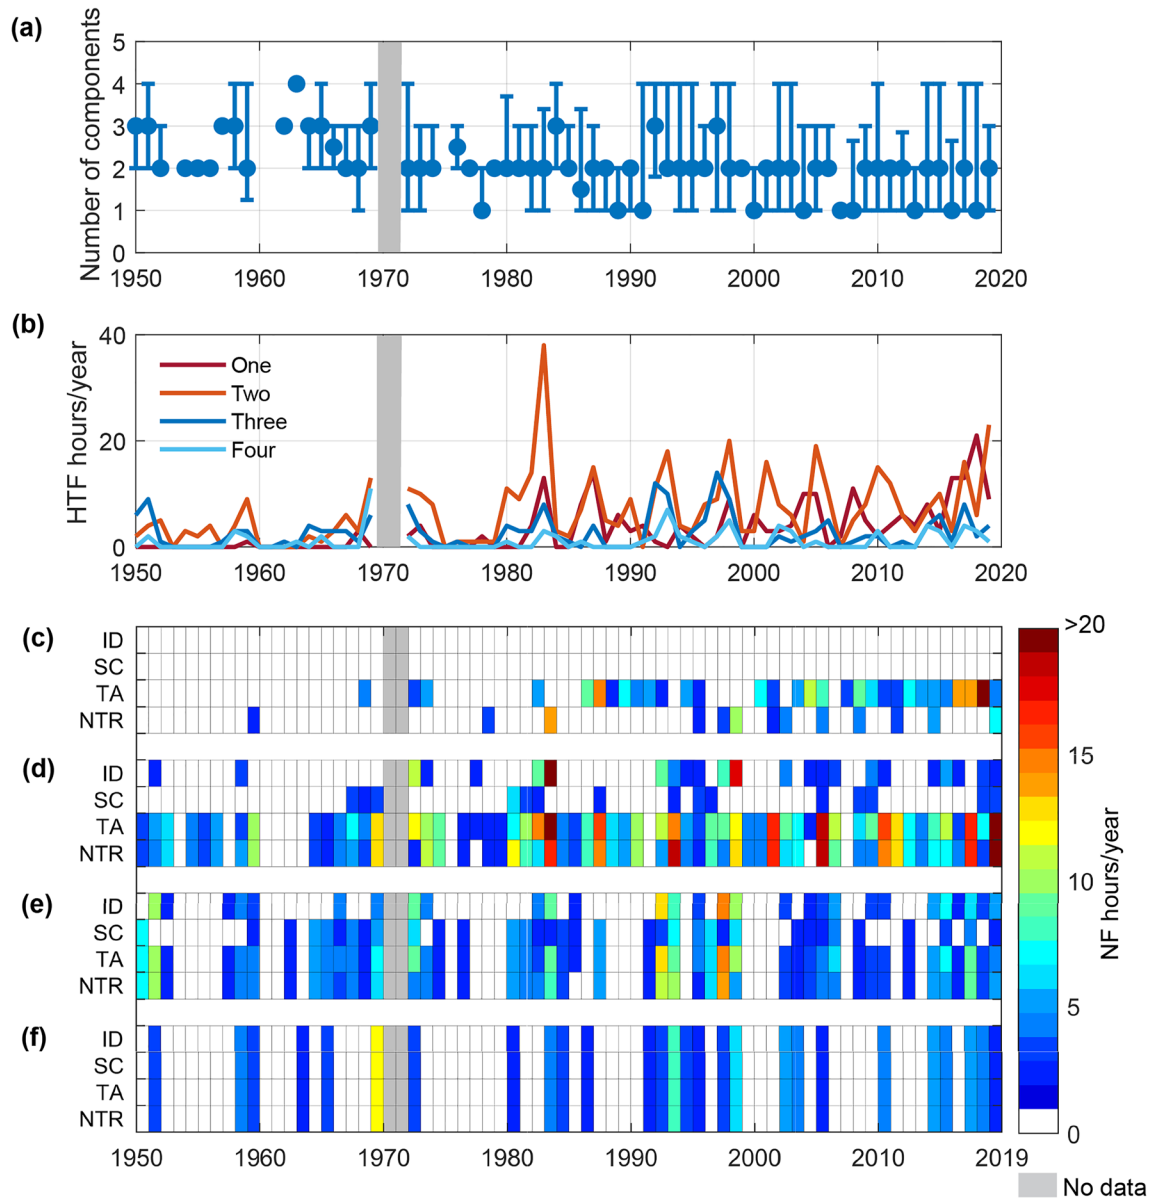 (a)
Number of components
5
4
3
2
1
0
1950 1960 1970 1980 1990 2000 2010 2020
(b)
HTF hours/year
40
20
0
One
Two
Three
Four
1950 1960 1970 1980 1990 2000 2010 2020
(c)
ID
SC
TA
NTR
(d)
ID
SC
TA
NTR
(e)
ID
SC
TA
NTR
(f)
ID
SC
TA
NTR
1950 1960 1970 1980 1990 2000 2010 2019
>20
15
10
5
0
NF hours/year
No data